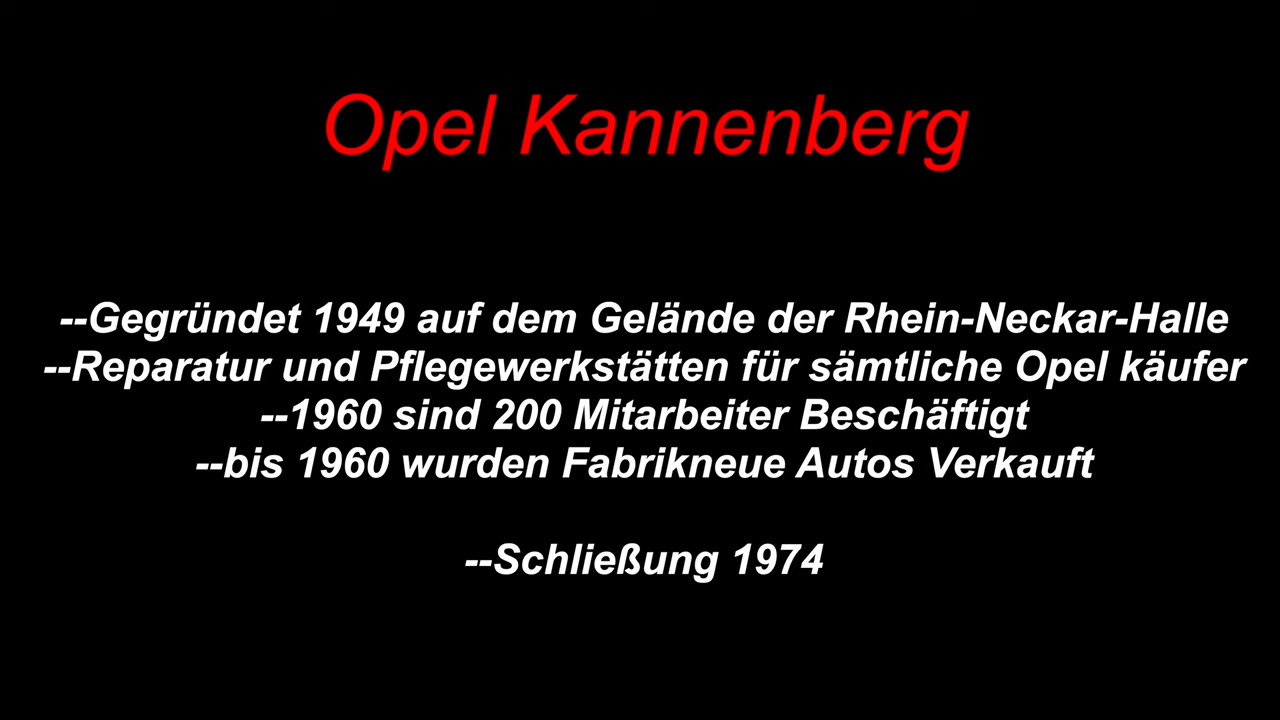 Opel Kannenberg
--Gegründet 1949 auf dem Gelände der Rhein-Neckar-Halle
--Reparatur und Pflegewerkstätten für sämtliche Opel käufer
--1960 sind 200 Mitarbeiter Beschäftigt
--bis 1960 wurden Fabrikneue Autos Verkauft
--Schließung 1974